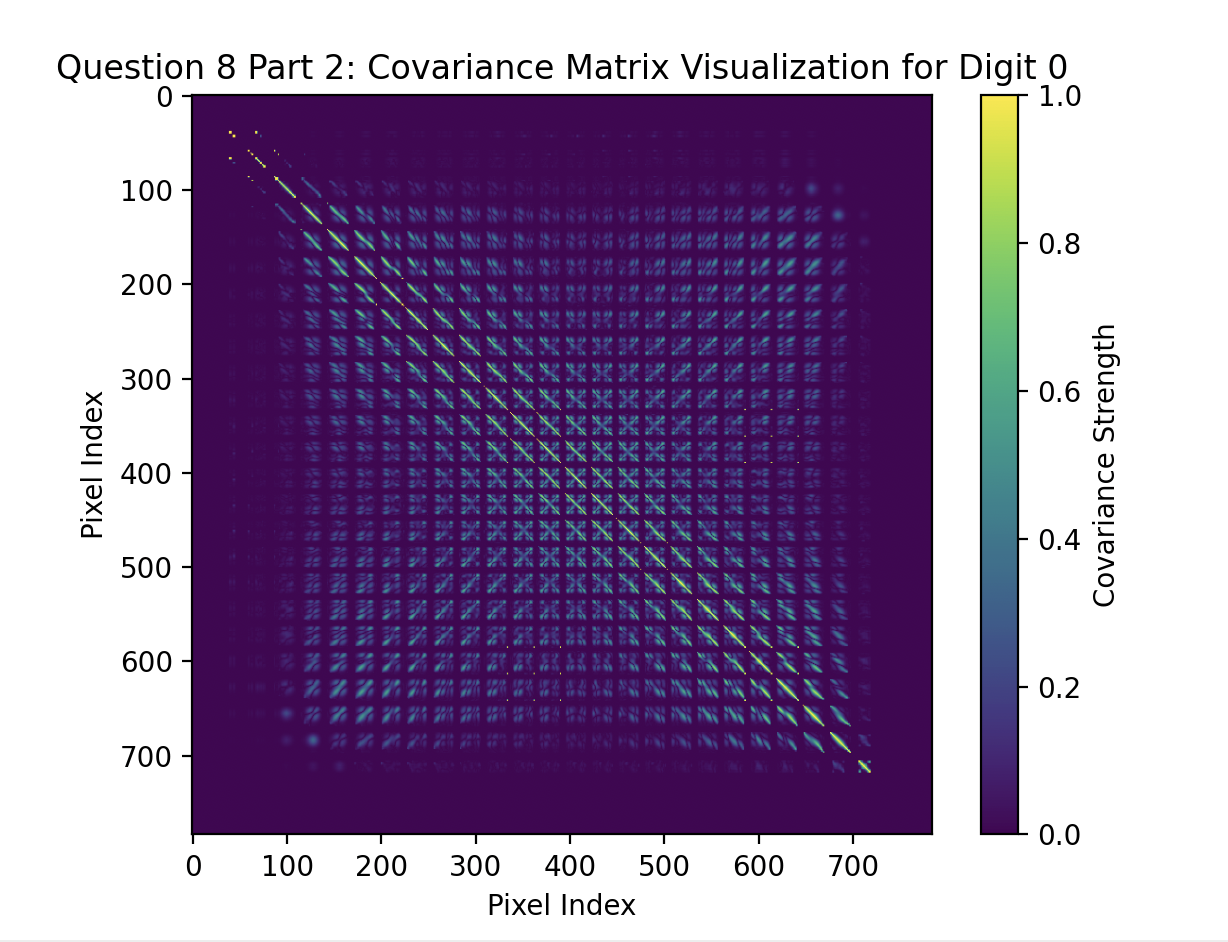 Question 8 Part 2: Covariance Matrix Visualization for Digit 0
0
100
200
300
400
500
600
700
Pixel Index
0 100 200 300 400 500 600 700
Pixel Index
1.0
0.8
0.6
0.4
0.2
0.0
Covariance Strength